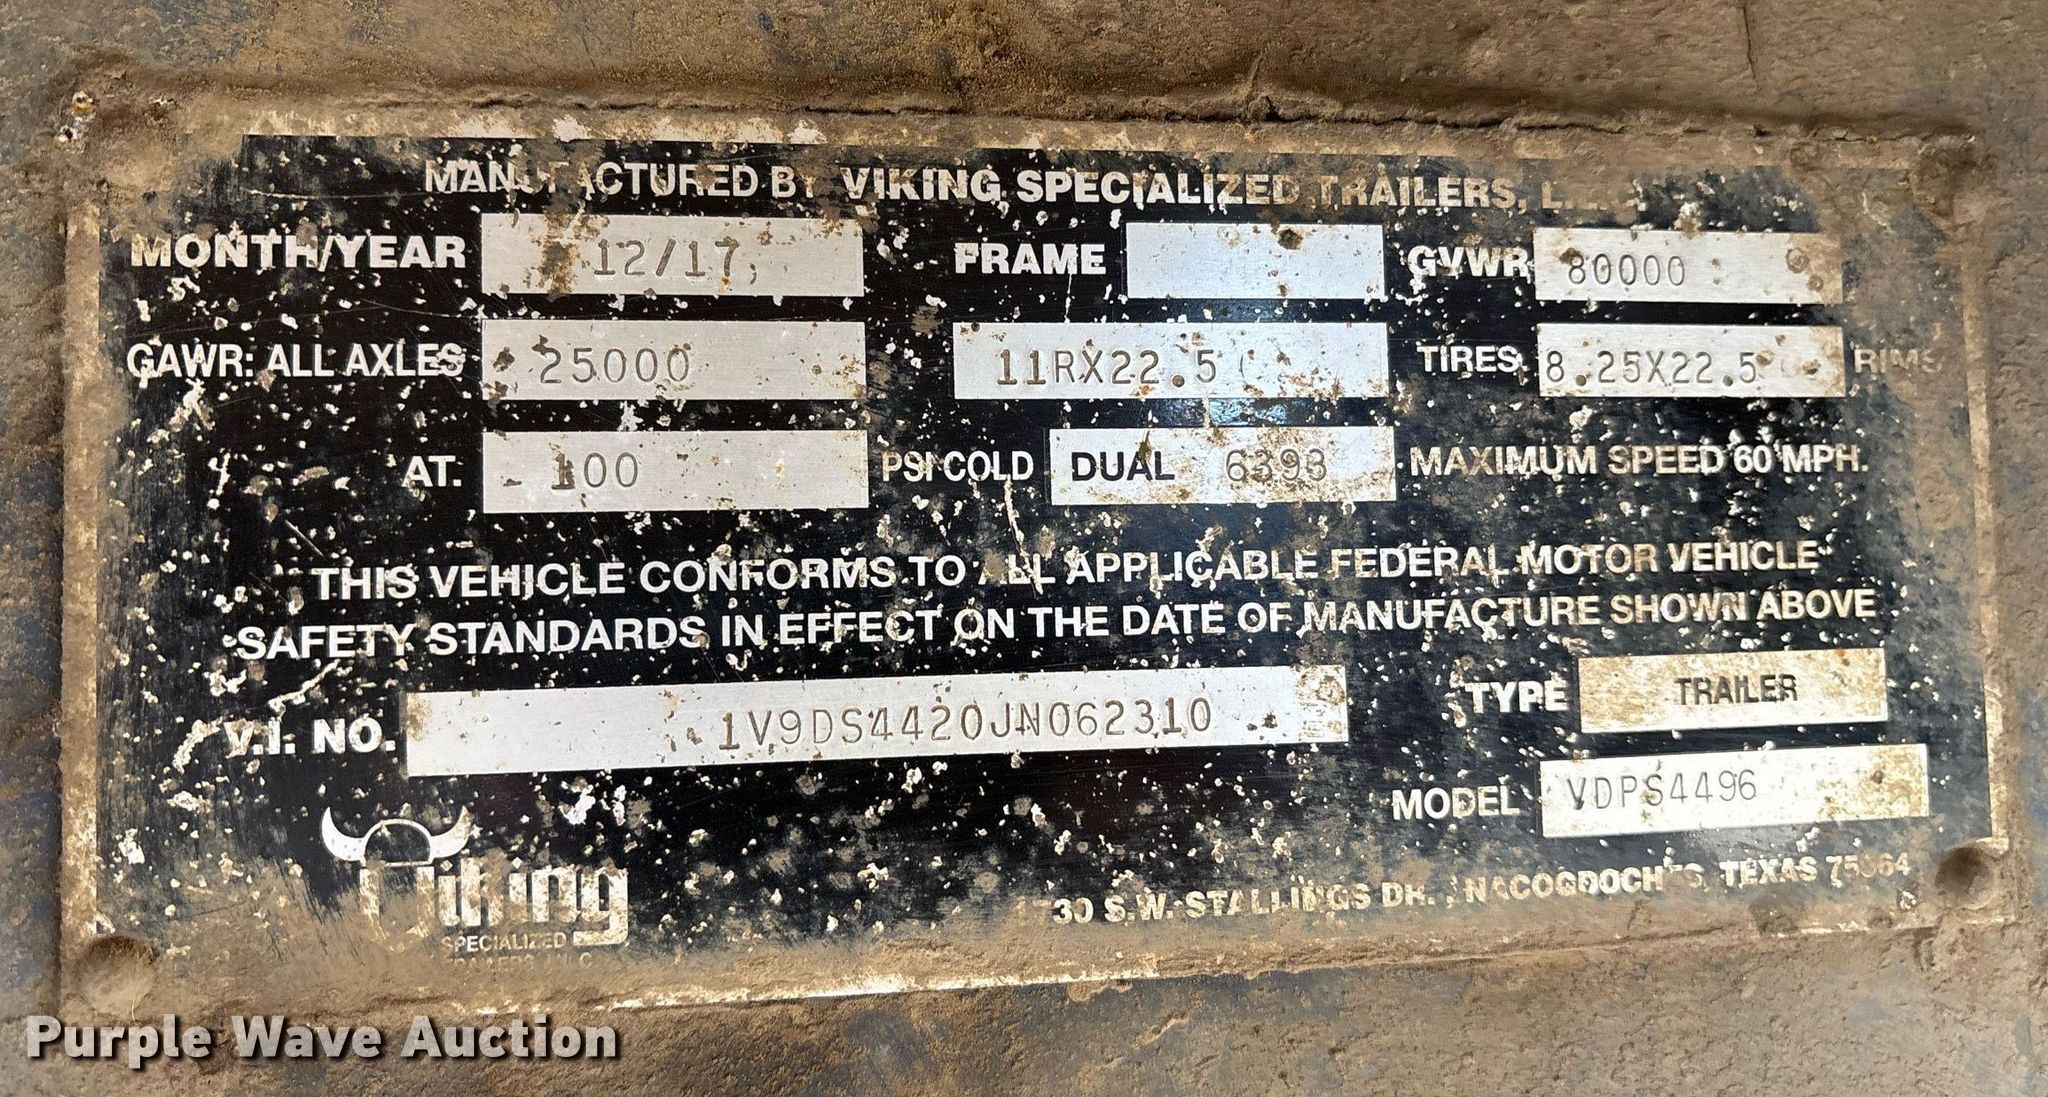 MANUFACTURED BY VIKING SPECIALIZED TRAILERS,
MONTH/YEAR 12/17 FRAME GVWR 80000
GAWR: ALL AXLES 25000 11RX22.5 TIRES 8.25X22.5 RIMS
AT. 100 PSI COLD DUAL 6393 MAXIMUM SPEED 60 MPH.
THIS VEHICLE CONFORMS TO ALL APPLICABLE FEDERAL MOTOR VEHICLE
SAFETY STANDARDS IN EFFECT ON THE DATE OF MANUFACTURE SHOWN ABOVE
V.I. NO. 1V9DS4420JN062310 TYPE TRAILER
MODEL VDPS4496
Viking
SPECIALIZED
S.W. STALLINGS DR., NACOGDOCHES, TEXAS
Purple Wave Auction